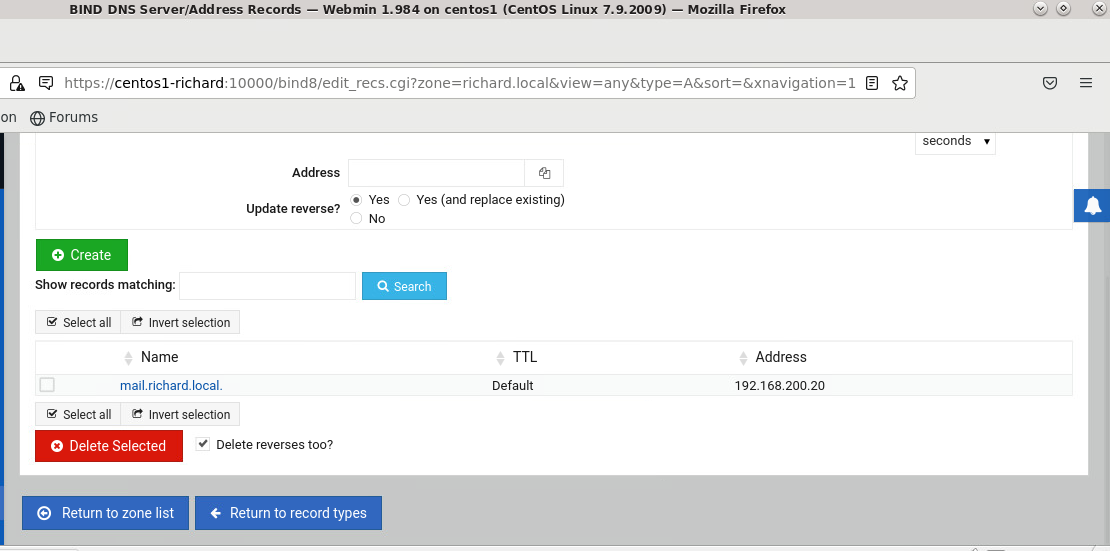 BIND DNS Server/Address Records — Webmin 1.984 on centos1 (CentOS Linux 7.9.2009) — Mozilla Firefox
https://centos1-richard:10000/bind8/edit_recs.cgi?zone=richard.local&view=any&type=A&sort=&xnavigation=1
on Forums
seconds
Address
Update reverse? Yes Yes (and replace existing)
No
Create
Show records matching: Search
Select all Invert selection
Name TTL Address
mail.richard.local. Default 192.168.200.20
Select all Invert selection
Delete Selected Delete reverses too?
Return to zone list Return to record types